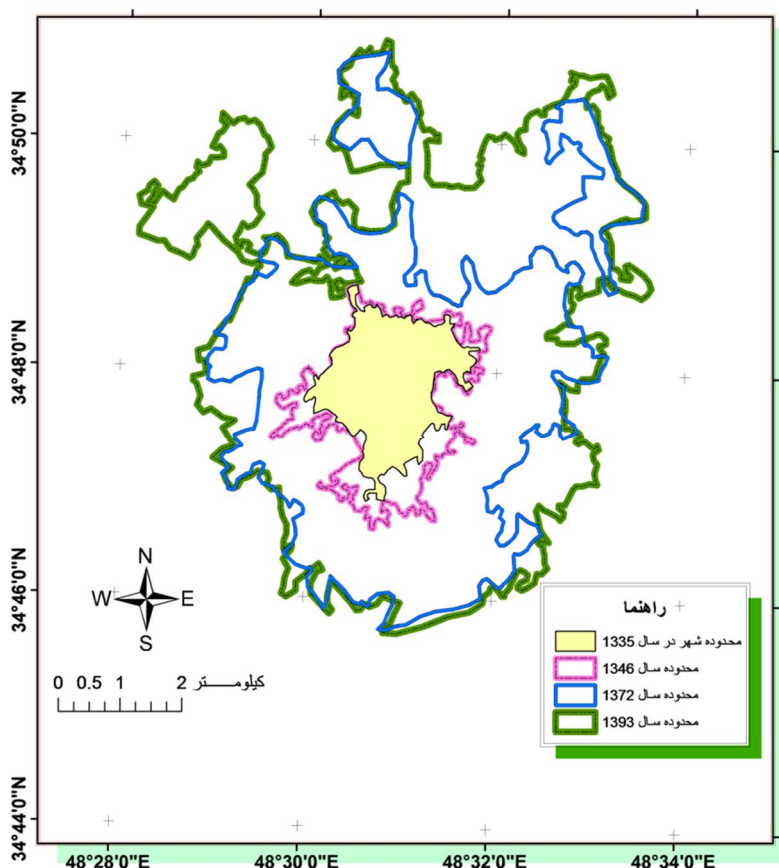 34°50'0"N
34°48'0"N
34°46'0"N
34°44'0"N
N
W E
S
0 0.5 1 2 کیلومــــتر
راهنما
محدوده شهر در سال 1335
محدوده سال 1346
محدوده سال 1372
محدوده سال 1393
48°28'0"E 48°30'0"E 48°32'0"E 48°34'0"E